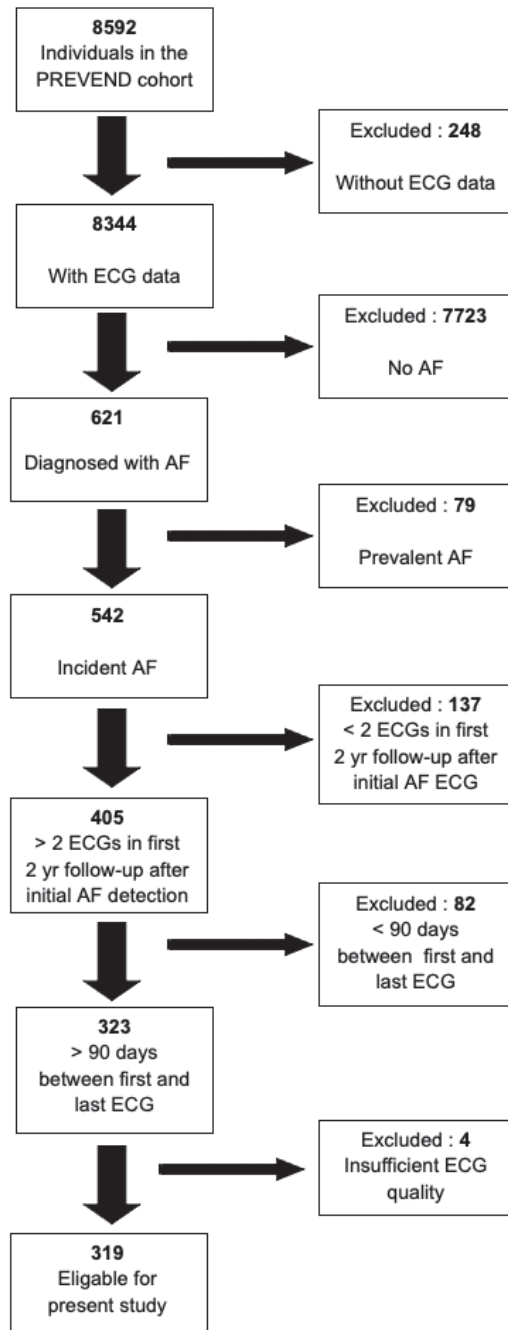 8592
Individuals in the
PREVEND cohort
Excluded : 248
Without ECG data
8344
With ECG data
Excluded : 7723
No AF
621
Diagnosed with AF
Excluded : 79
Prevalent AF
542
Incident AF
Excluded : 137
< 2 ECGs in first
2 yr follow-up after
initial AF ECG
405
> 2 ECGs in first
2 yr follow-up after
initial AF detection
Excluded : 82
< 90 days
between first and
last ECG
323
> 90 days
between first and
last ECG
Excluded : 4
Insufficient ECG
quality
319
Eligable for
present study